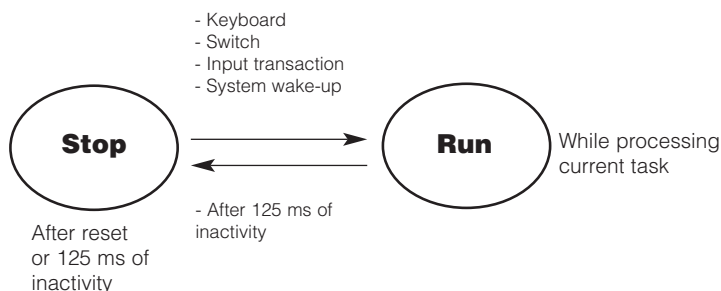 - Keyboard
- Switch
- Input transaction
- System wake-up
Stop
Run
While processing
current task
- After 125 ms of
inactivity
After reset
or 125 ms of
inactivity